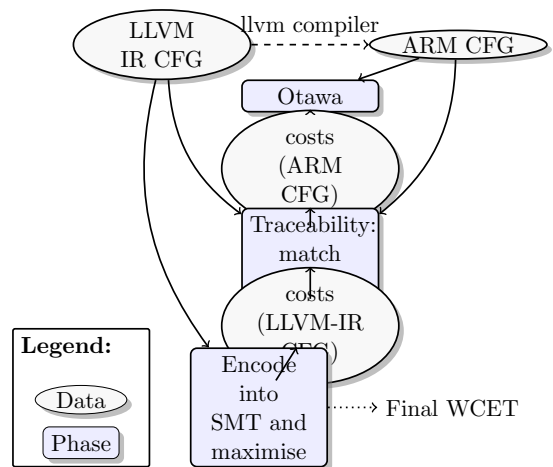 LLVM
IR CFG
llvm compiler
ARM CFG
Otawa
costs
(ARM
CFG)
Traceability:
match
costs
(LLVM-IR
CFG)
Encode
into
SMT and
maximise
Final WCET
Legend:
Data
Phase